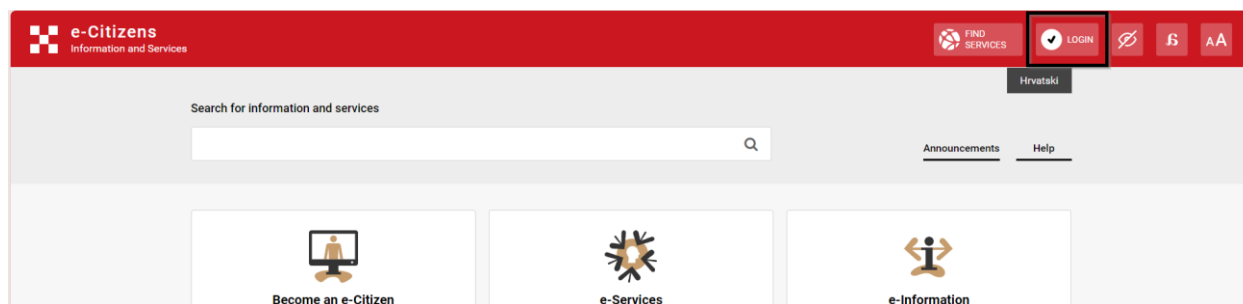 e-Citizens
Information and Services
FIND
SERVICES
LOGIN
AA
Hrvatski
Search for information and services
Announcements
Help
Become an e-Citizen
e-Services
e-Information